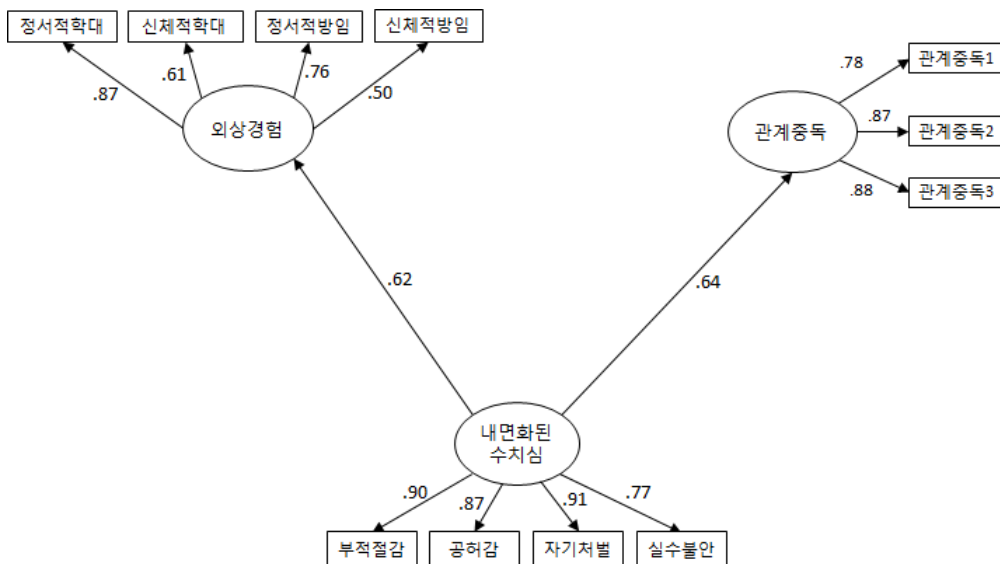 정서적학대
신체적학대
정서적방임
신체적방임
.87
.61
.76
.50
외상경험
관계중독
.78
.87
.88
관계중독1
관계중독2
관계중독3
.62
.64
내면화된
수치심
.90
.87
.91
.77
부적절감
공허감
자기처벌
실수불안